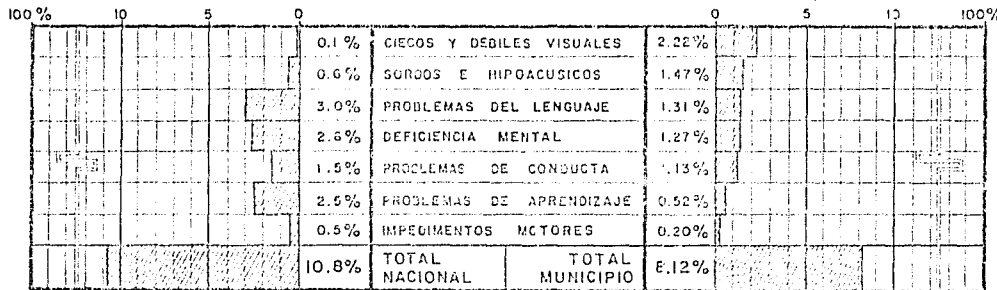 100% 10 5 0 0 5 10 100%
0.1% CIEGOS Y DEBILES VISUALES 2.22%
0.6% SORDOS E HIPOACUSICOS 1.47%
3.0% PROBLEMAS DEL LENGUAJE 1.31%
2.6% DEFICIENCIA MENTAL 1.27%
1.5% PROBLEMAS DE CONDUCTA 1.13%
2.5% PROBLEMAS DE APRENDIZAJE 0.52%
0.5% IMPEDIMENTOS MOTORES 0.20%
10.8% TOTAL NACIONAL TOTAL MUNICIPIO 8.12%